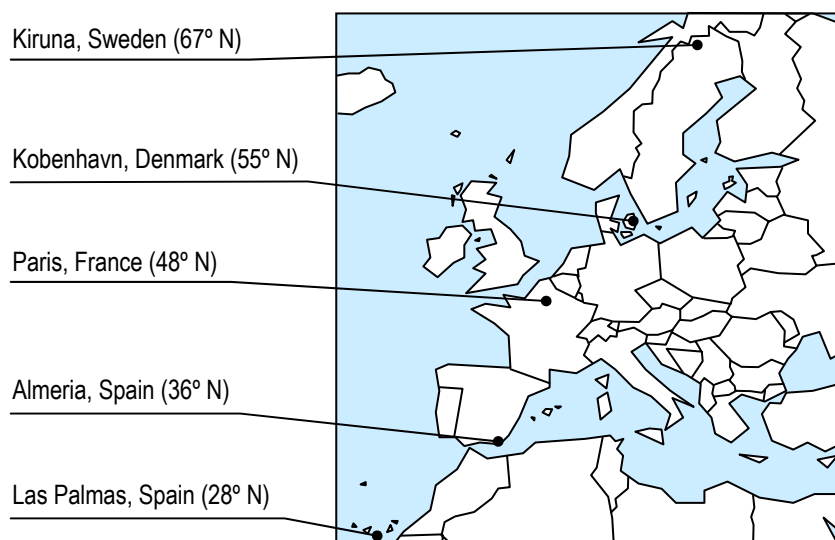 Kiruna, Sweden (67º N)
Kobenhavn, Denmark (55º N)
Paris, France (48º N)
Almeria, Spain (36º N)
Las Palmas, Spain (28º N)